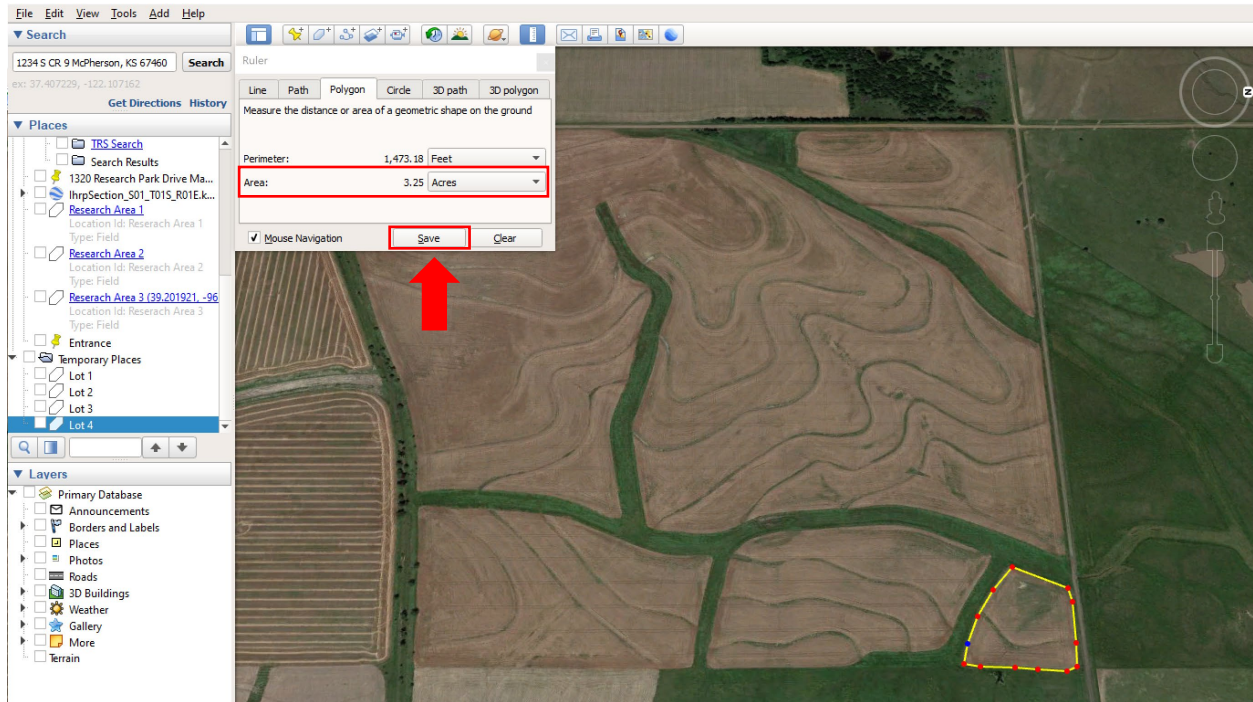 File Edit View Tools Add Help
Search
1234 S CR 9 McPherson, KS 67460 Search
ex: 37.407229, -122.107162
Get Directions History
Places
TRS Search
Search Results
1320 Research Park Drive Ma...
lhrpSection_S01_T01S_R01E.k...
Research Area 1
Location Id: Reserach Area 1
Type: Field
Research Area 2
Location Id: Reserach Area 2
Type: Field
Reserach Area 3 (39.201921, -96
Location Id: Reserach Area 3
Type: Field
Entrance
Temporary Places
Lot 1
Lot 2
Lot 3
Lot 4
Layers
Primary Database
Announcements
Borders and Labels
Places
Photos
Roads
3D Buildings
Weather
Gallery
More
Terrain
Ruler
Line Path Polygon Circle 3D path 3D polygon
Measure the distance or area of a geometric shape on the ground
Perimeter: 1,473.18 Feet
Area: 3.25 Acres
Mouse Navigation Save Clear
N